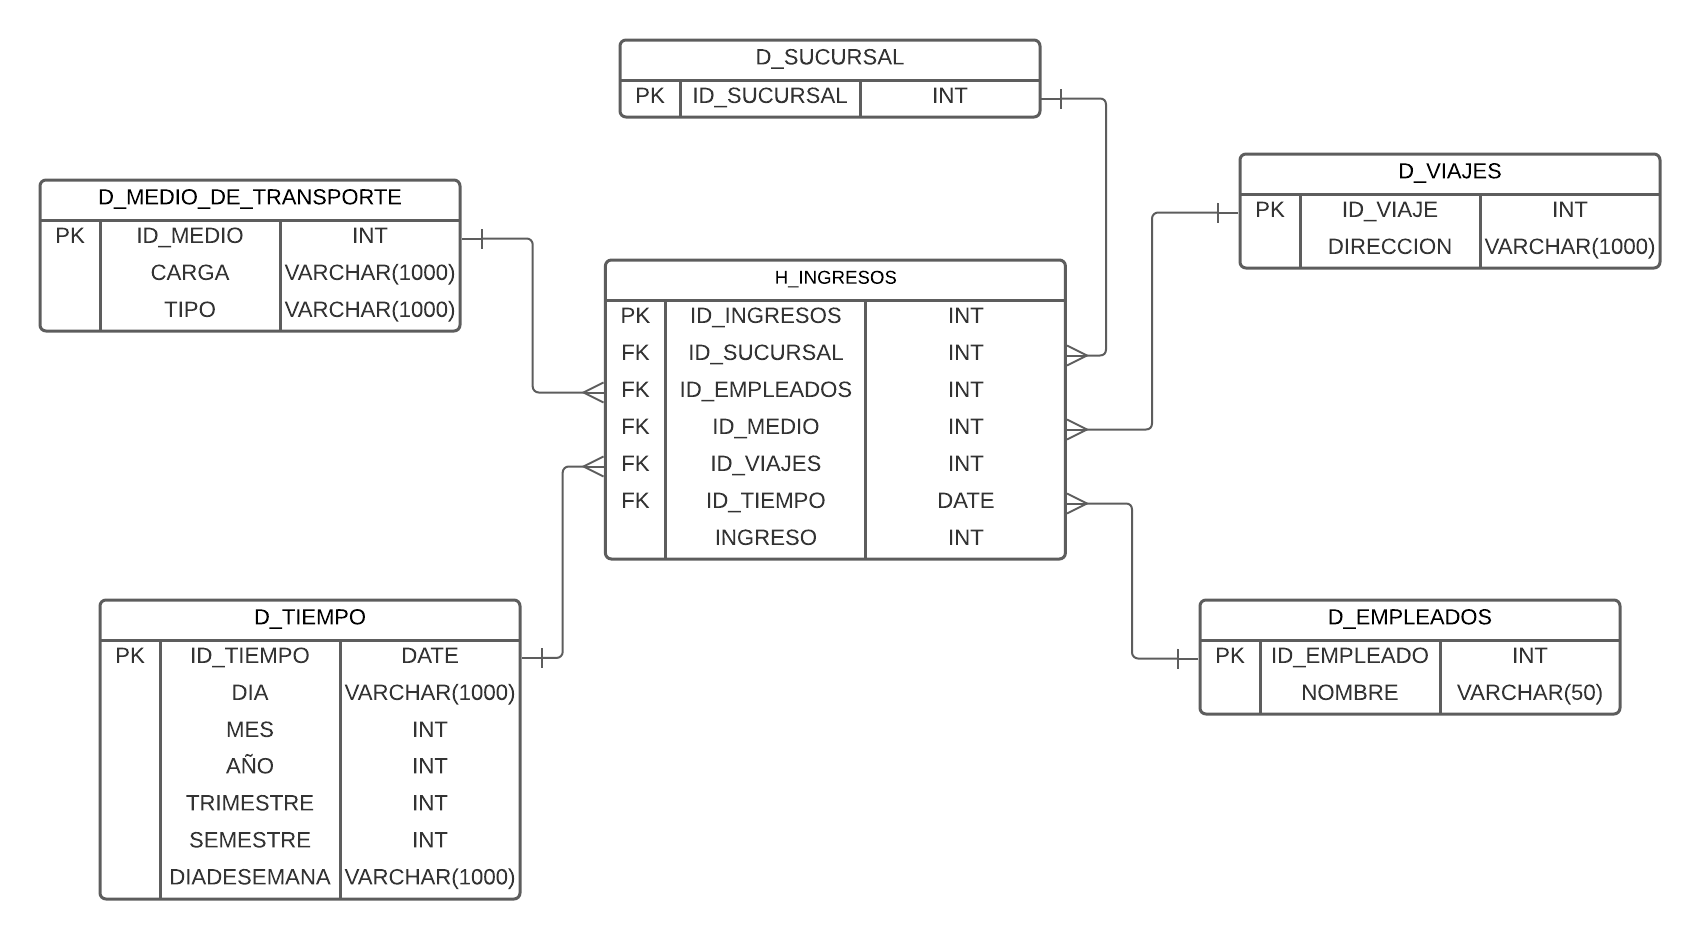 D_SUCURSAL
PK ID_SUCURSAL INT
D_MEDIO_DE_TRANSPORTE
PK ID_MEDIO INT
CARGA VARCHAR(1000)
TIPO VARCHAR(1000)
D_VIAJES
PK ID_VIAJE INT
DIRECCION VARCHAR(1000)
H_INGRESOS
PK ID_INGRESOS INT
FK ID_SUCURSAL INT
FK ID_EMPLEADOS INT
FK ID_MEDIO INT
FK ID_VIAJES INT
FK ID_TIEMPO DATE
INGRESO INT
D_TIEMPO
PK ID_TIEMPO DATE
DIA VARCHAR(1000)
MES INT
AÑO INT
TRIMESTRE INT
SEMESTRE INT
DIADESEMANA VARCHAR(1000)
D_EMPLEADOS
PK ID_EMPLEADO INT
NOMBRE VARCHAR(50)